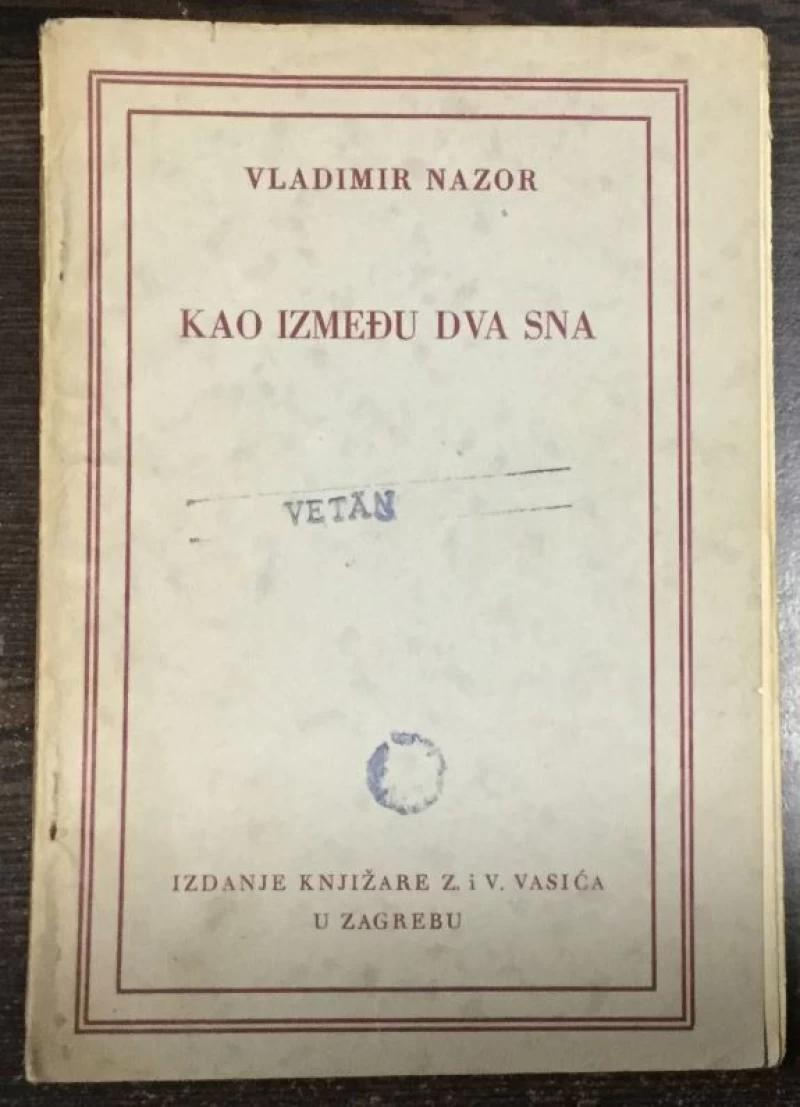 VLADIMIR NAZOR
KAO IZMEĐU DVA SNA
VETAN
IZDANJE KNJIŽARE Z. i V. VASIĆA
U ZAGREBU